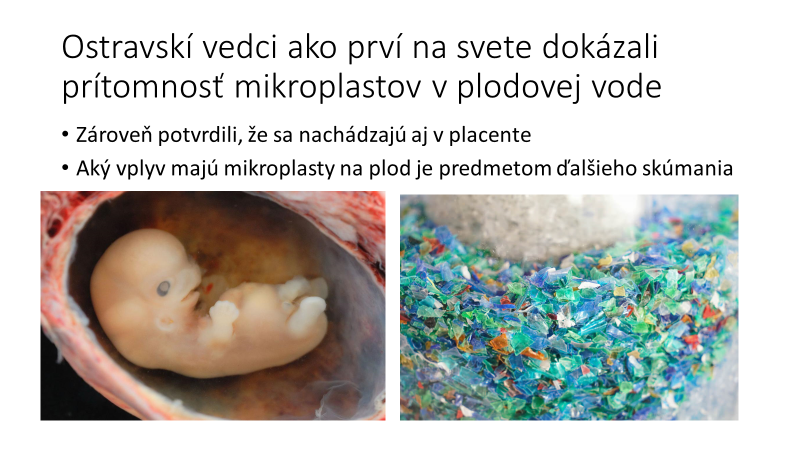 Ostravskí vedci ako prví na svete dokázali
prítomnosť mikroplastov v plodovej vode
• Zároveň potvrdili, že sa nachádzajú aj v placente
• Aký vplyv majú mikroplasty na plod je predmetom ďalšieho skúmania